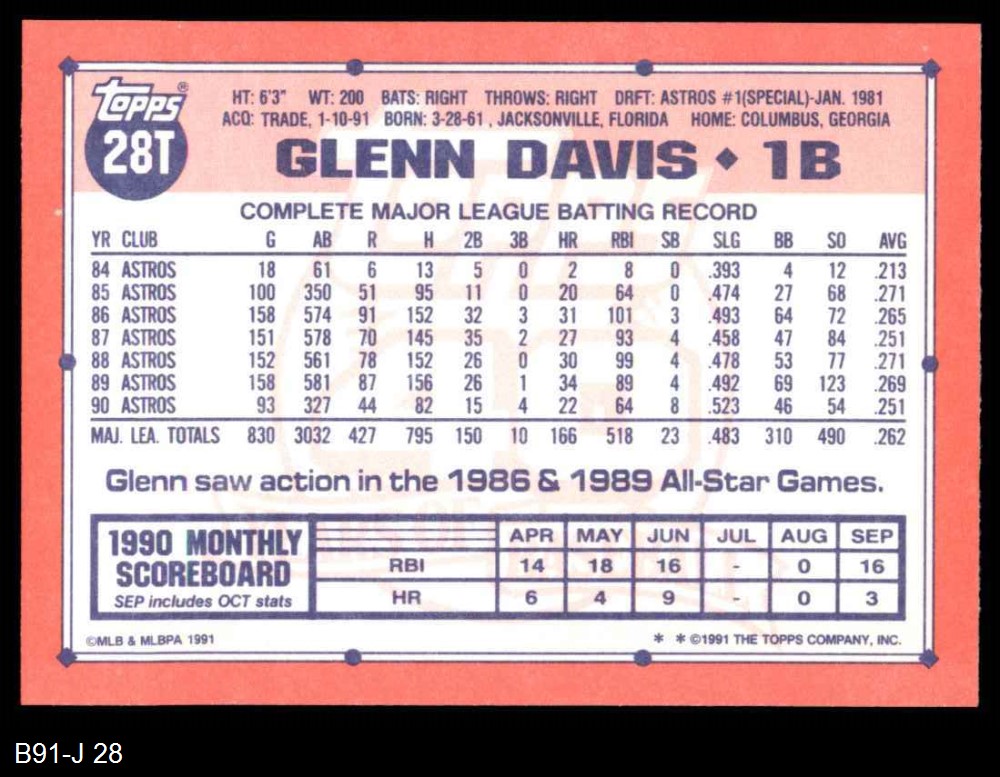 Topps®
28T
HT: 6'3" WT: 200 BATS: RIGHT THROWS: RIGHT DRFT: ASTROS #1(SPECIAL)-JAN. 1981
ACQ: TRADE, 1-10-91 BORN: 3-28-61 , JACKSONVILLE, FLORIDA HOME: COLUMBUS, GEORGIA
GLENN DAVIS ◆ 1B
COMPLETE MAJOR LEAGUE BATTING RECORD
YR CLUB G AB R H 2B 3B HR RBI SB SLG BB SO AVG
84 ASTROS 18 61 6 13 5 0 2 8 0 .393 4 12 .213
85 ASTROS 100 350 51 95 11 0 20 64 0 .474 27 68 .271
86 ASTROS 158 574 91 152 32 3 31 101 3 .493 64 72 .265
87 ASTROS 151 578 70 145 35 2 27 93 4 .458 47 84 .251
88 ASTROS 152 561 78 152 26 0 30 99 4 .478 53 77 .271
89 ASTROS 158 581 87 156 26 1 34 89 4 .492 69 123 .269
90 ASTROS 93 327 44 82 15 4 22 64 8 .523 46 54 .251
MAJ. LEA. TOTALS 830 3032 427 795 150 10 166 518 23 .483 310 490 .262
Glenn saw action in the 1986 & 1989 All-Star Games.
1990 MONTHLY
SCOREBOARD
SEP includes OCT stats
APR MAY JUN JUL AUG SEP
RBI 14 18 16 - 0 16
HR 6 4 9 - 0 3
©MLB & MLBPA 1991
* * ©1991 THE TOPPS COMPANY, INC.
B91-J 28